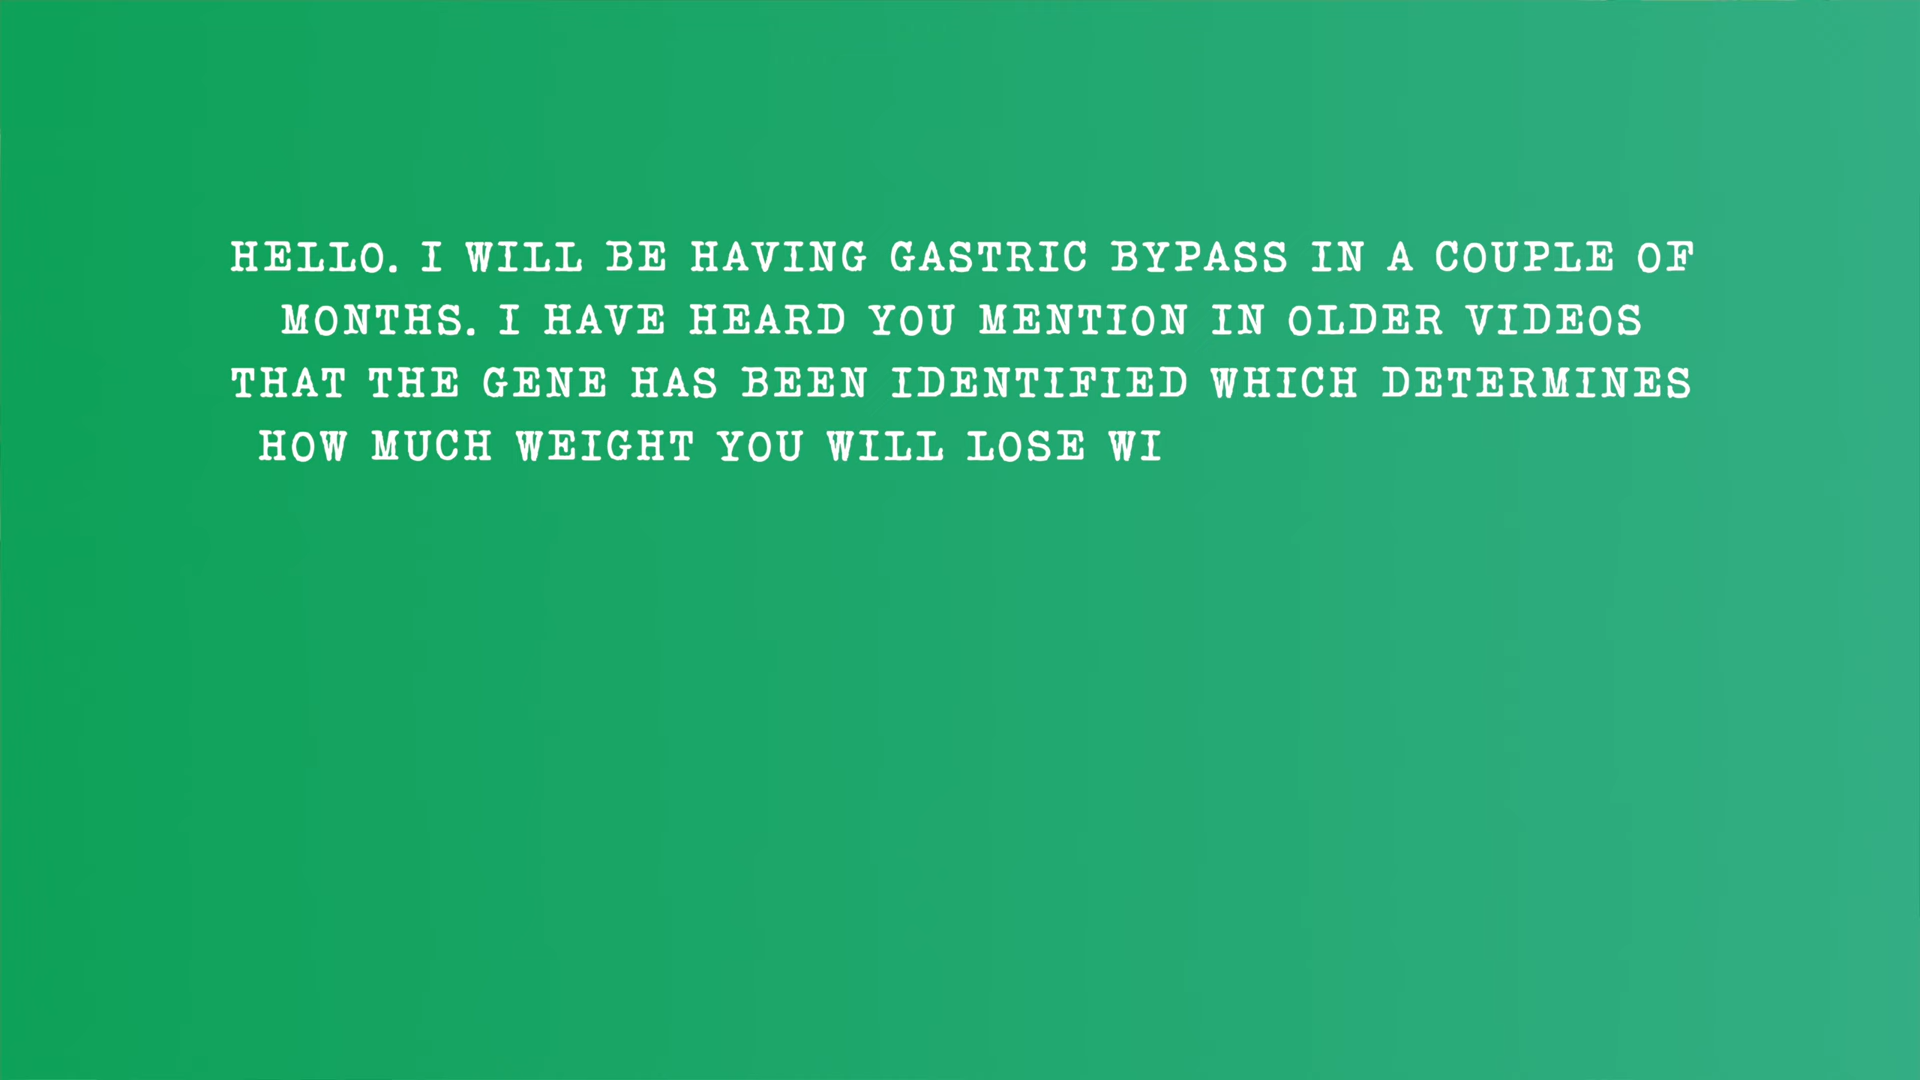 HELLO. I WILL BE HAVING GASTRIC BYPASS IN A COUPLE OF
MONTHS. I HAVE HEARD YOU MENTION IN OLDER VIDEOS
THAT THE GENE HAS BEEN IDENTIFIED WHICH DETERMINES
HOW MUCH WEIGHT YOU WILL LOSE WI